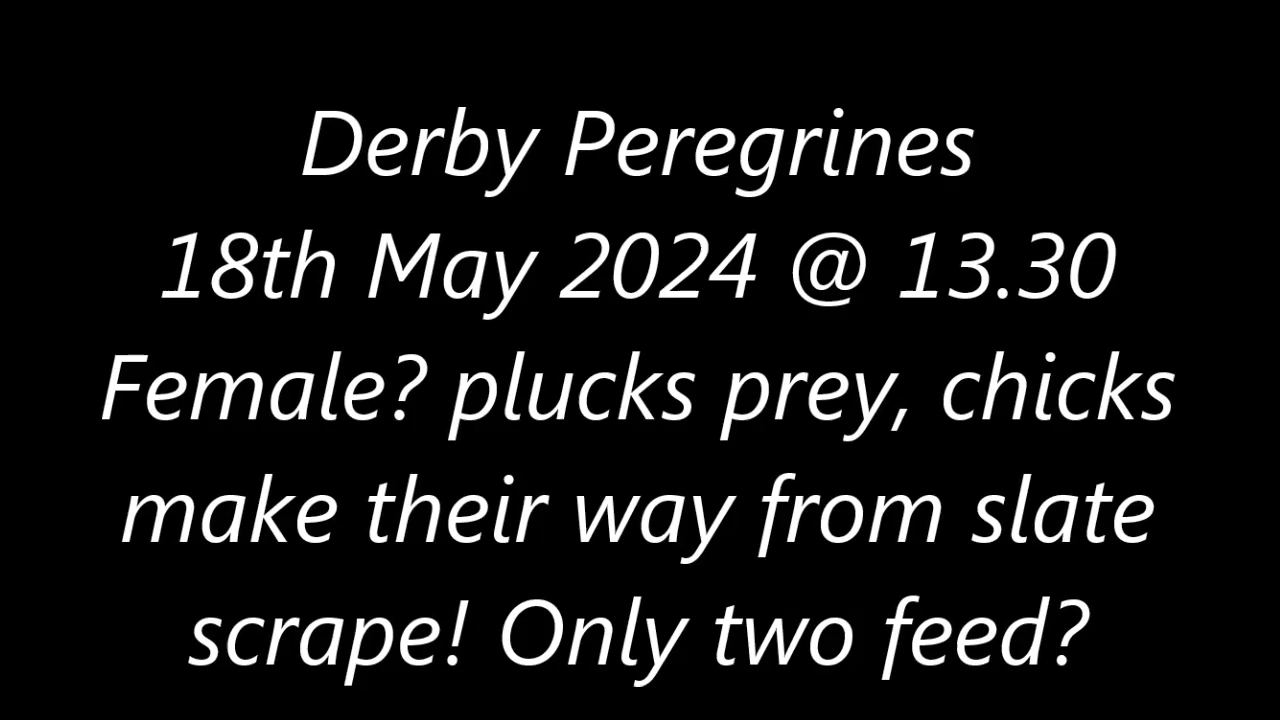 Derby Peregrines
18th May 2024 @ 13.30
Female? plucks prey, chicks
make their way from slate
scrape! Only two feed?